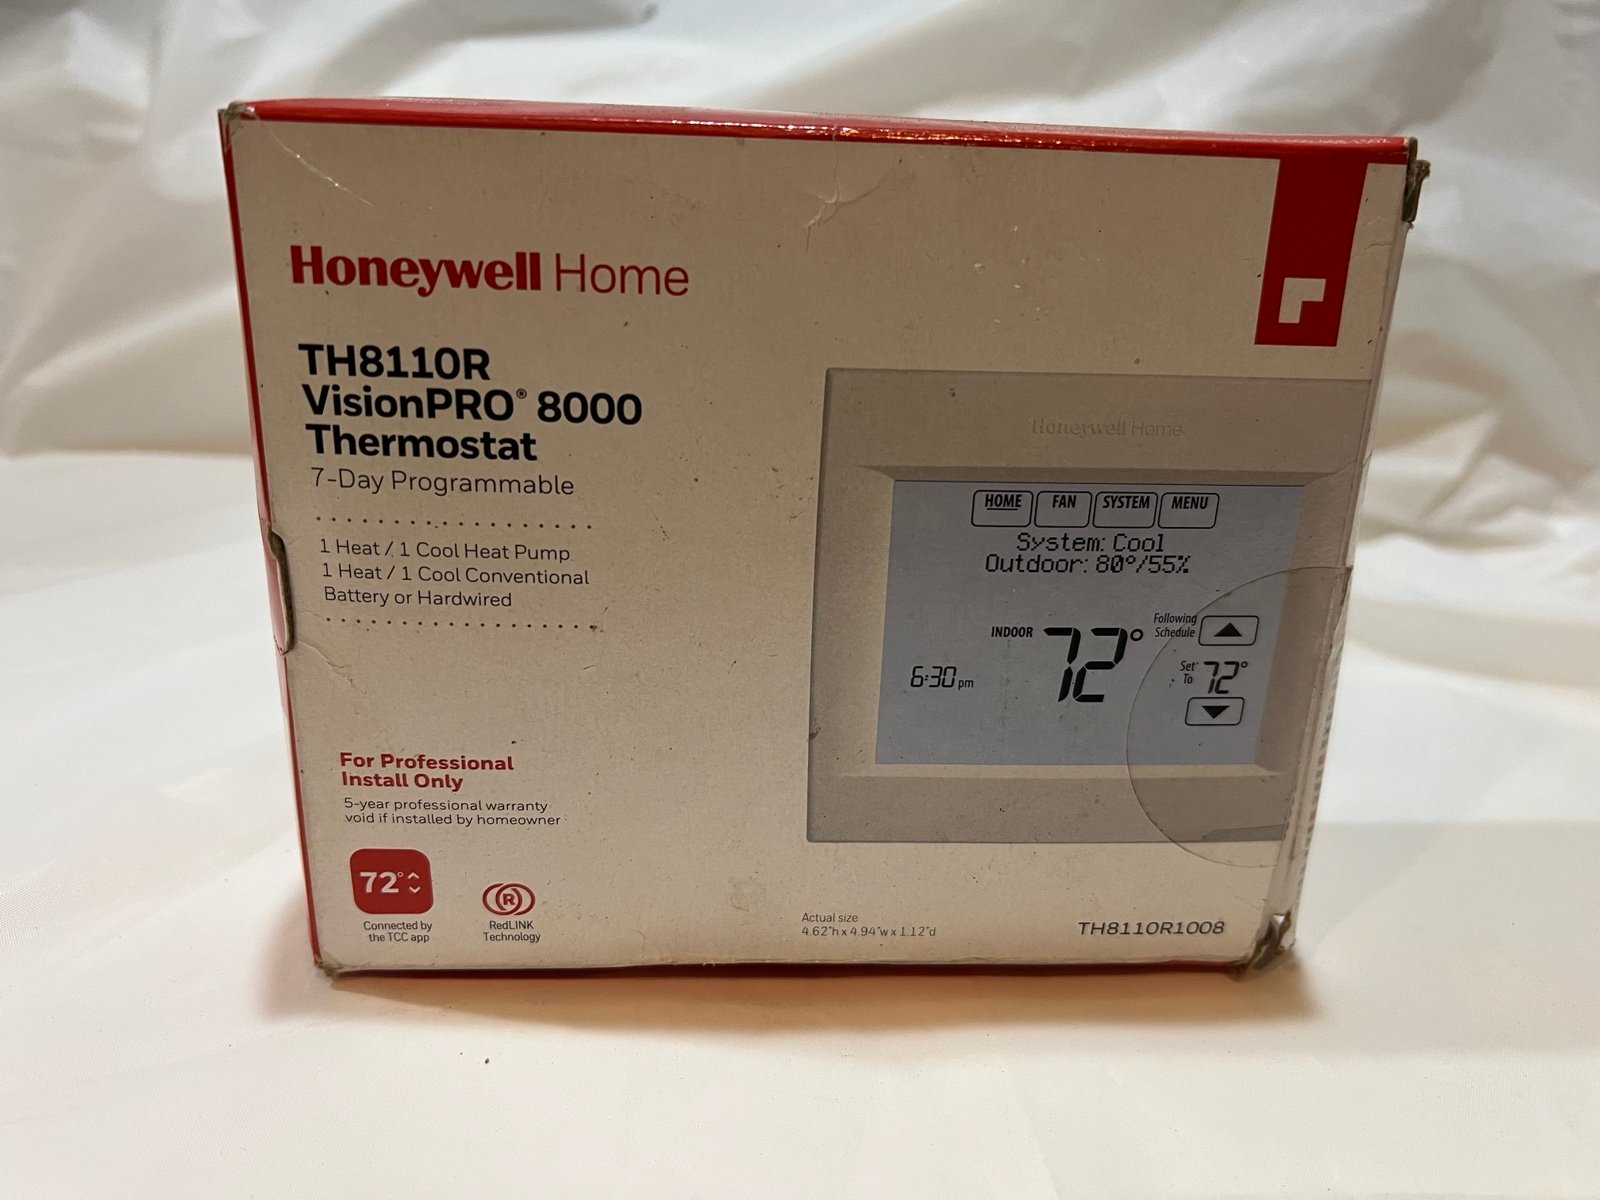 Honeywell Home
TH8110R
VisionPRO® 8000
Thermostat
7-Day Programmable
1 Heat / 1 Cool Heat Pump
1 Heat / 1 Cool Conventional
Battery or Hardwired
For Professional
Install Only
5-year professional warranty
void if installed by homeowner
72°
Connected by
the TCC app
R
RedLINK
Technology
Honeywell Home
HOME FAN SYSTEM MENU
System: Cool
Outdoor: 80°/55%
Following
Schedule
INDOOR 72°
6:30 pm
Set
To
72°
Actual size
4.62"h x 4.94"w x 1.12"d
TH8110R1008